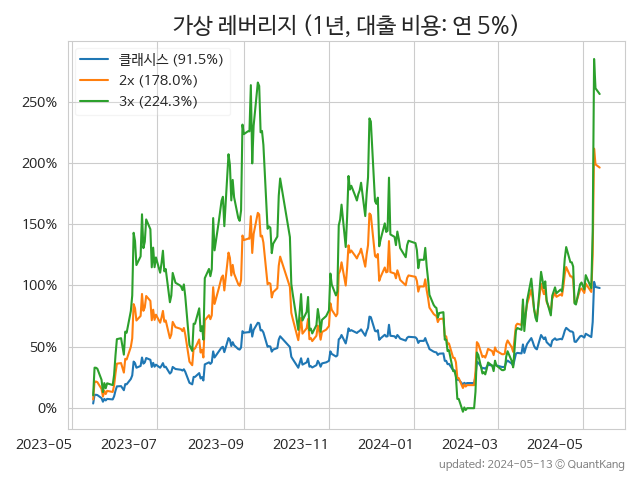 가상 레버리지 (1년, 대출 비용: 연 5%)
클래시스 (91.5%)
2x (178.0%)
3x (224.3%)
250%
200%
150%
100%
50%
0%
2023-05 2023-07 2023-09 2023-11 2024-01 2024-03 2024-05
updated: 2024-05-13 © QuantKang